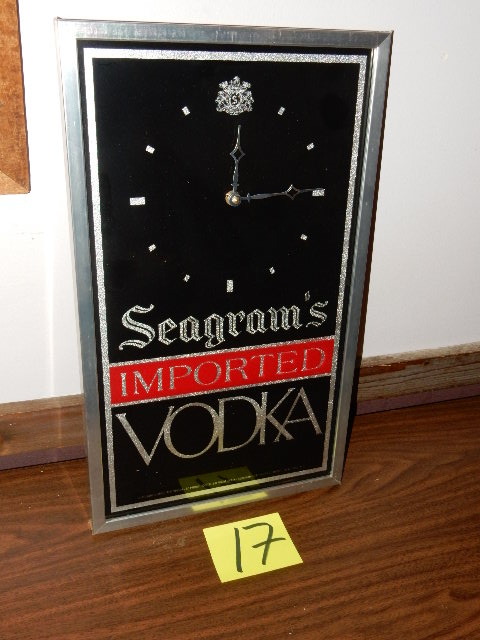 S
Seagram's
IMPORTED
VODKA
17